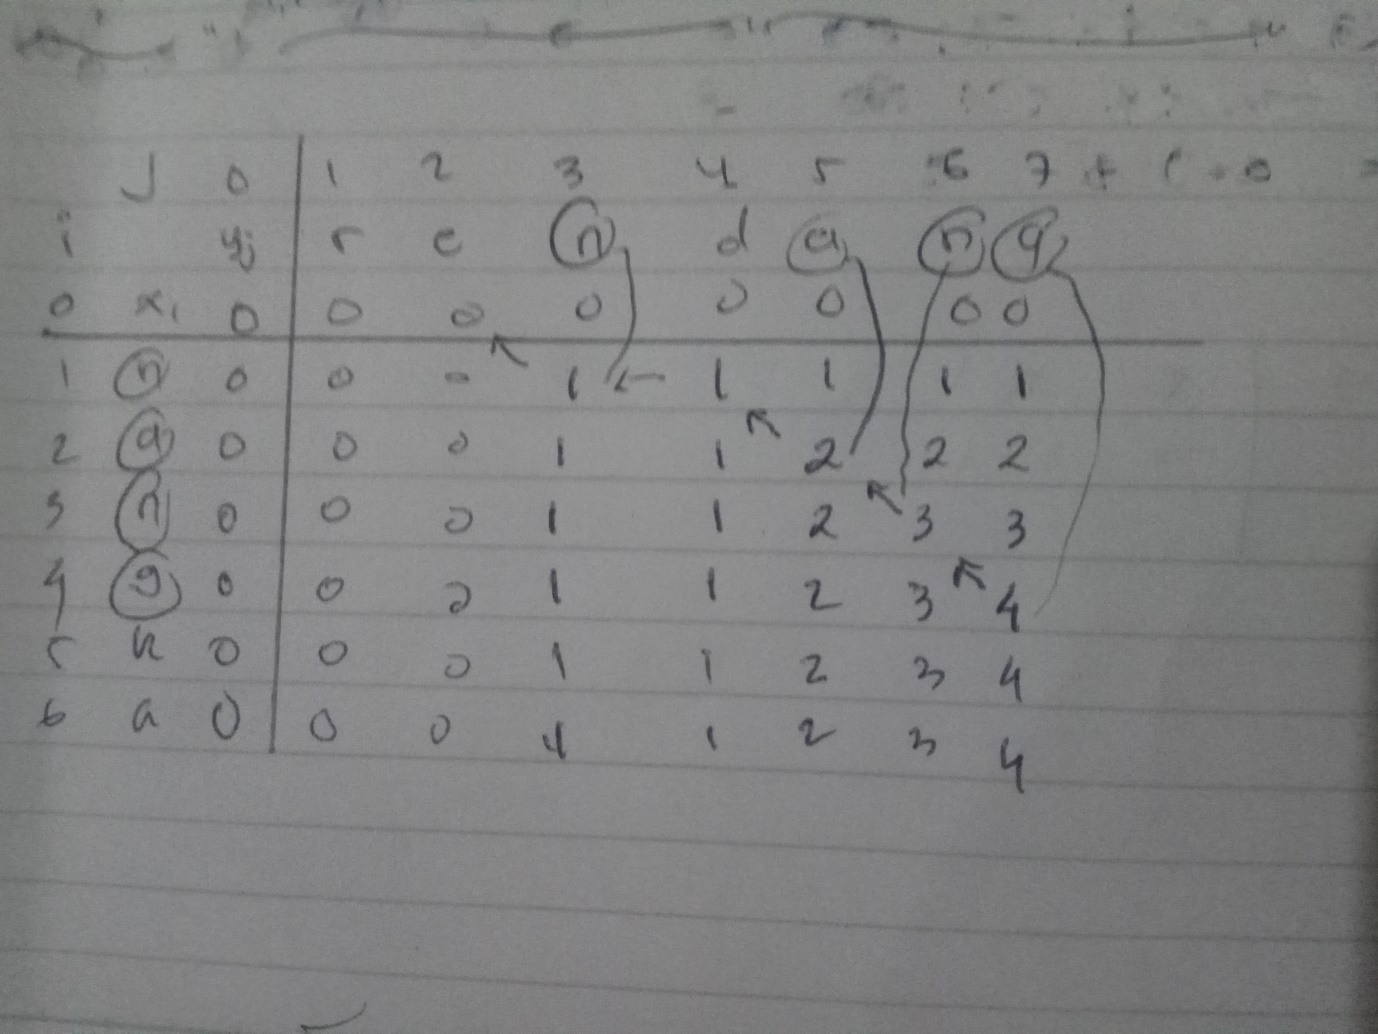 J 0 1 2 3 4 5 6 7
i yj r e n d a n g
0 xi 0 0 0 0 0 0 0 0
1 n 0 0 0 1 ← 1 1 1 1
2 a 0 0 0 1 1 2 2 2
3 n 0 0 0 1 1 2 3 3
4 g 0 0 0 1 1 2 3 4
5 k 0 0 0 1 1 2 3 4
6 a 0 0 0 1 1 2 3 4